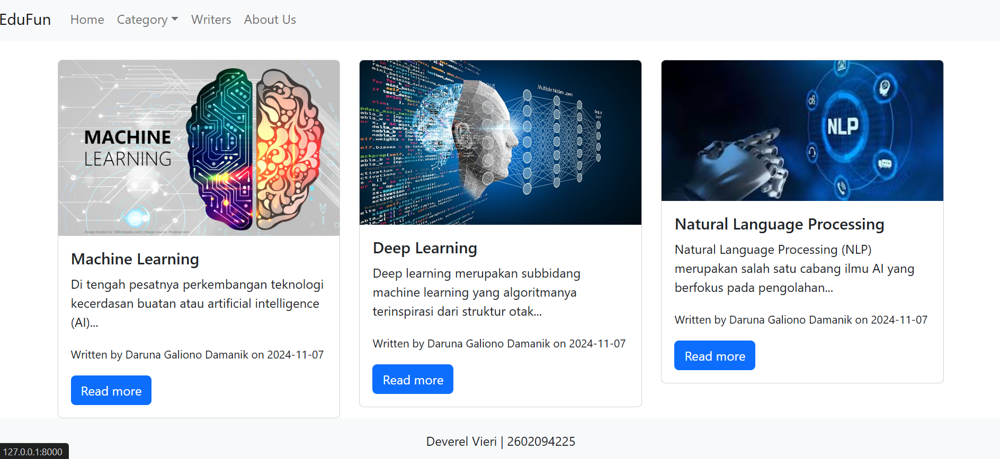 EduFun Home Category Writers About Us
MACHINE
LEARNING
Image hosted by: WittySparks.com | Image source: Pixabay.com
Machine Learning
Di tengah pesatnya perkembangan teknologi
kecerdasan buatan atau artificial intelligence
(AI)...
Written by Daruna Galiono Damanik on 2024-11-07
Read more
Input
Layer
Multiple hidden Layers
Output
Layer
Deep Learning
Deep learning merupakan subbidang
machine learning yang algoritmanya
terinspirasi dari struktur otak...
Written by Daruna Galiono Damanik on 2024-11-07
Read more
NLP
Natural Language Processing
Natural Language Processing (NLP)
merupakan salah satu cabang ilmu AI yang
berfokus pada pengolahan...
Written by Daruna Galiono Damanik on 2024-11-07
Read more
Deverel Vieri | 2602094225
127.0.0.1:8000